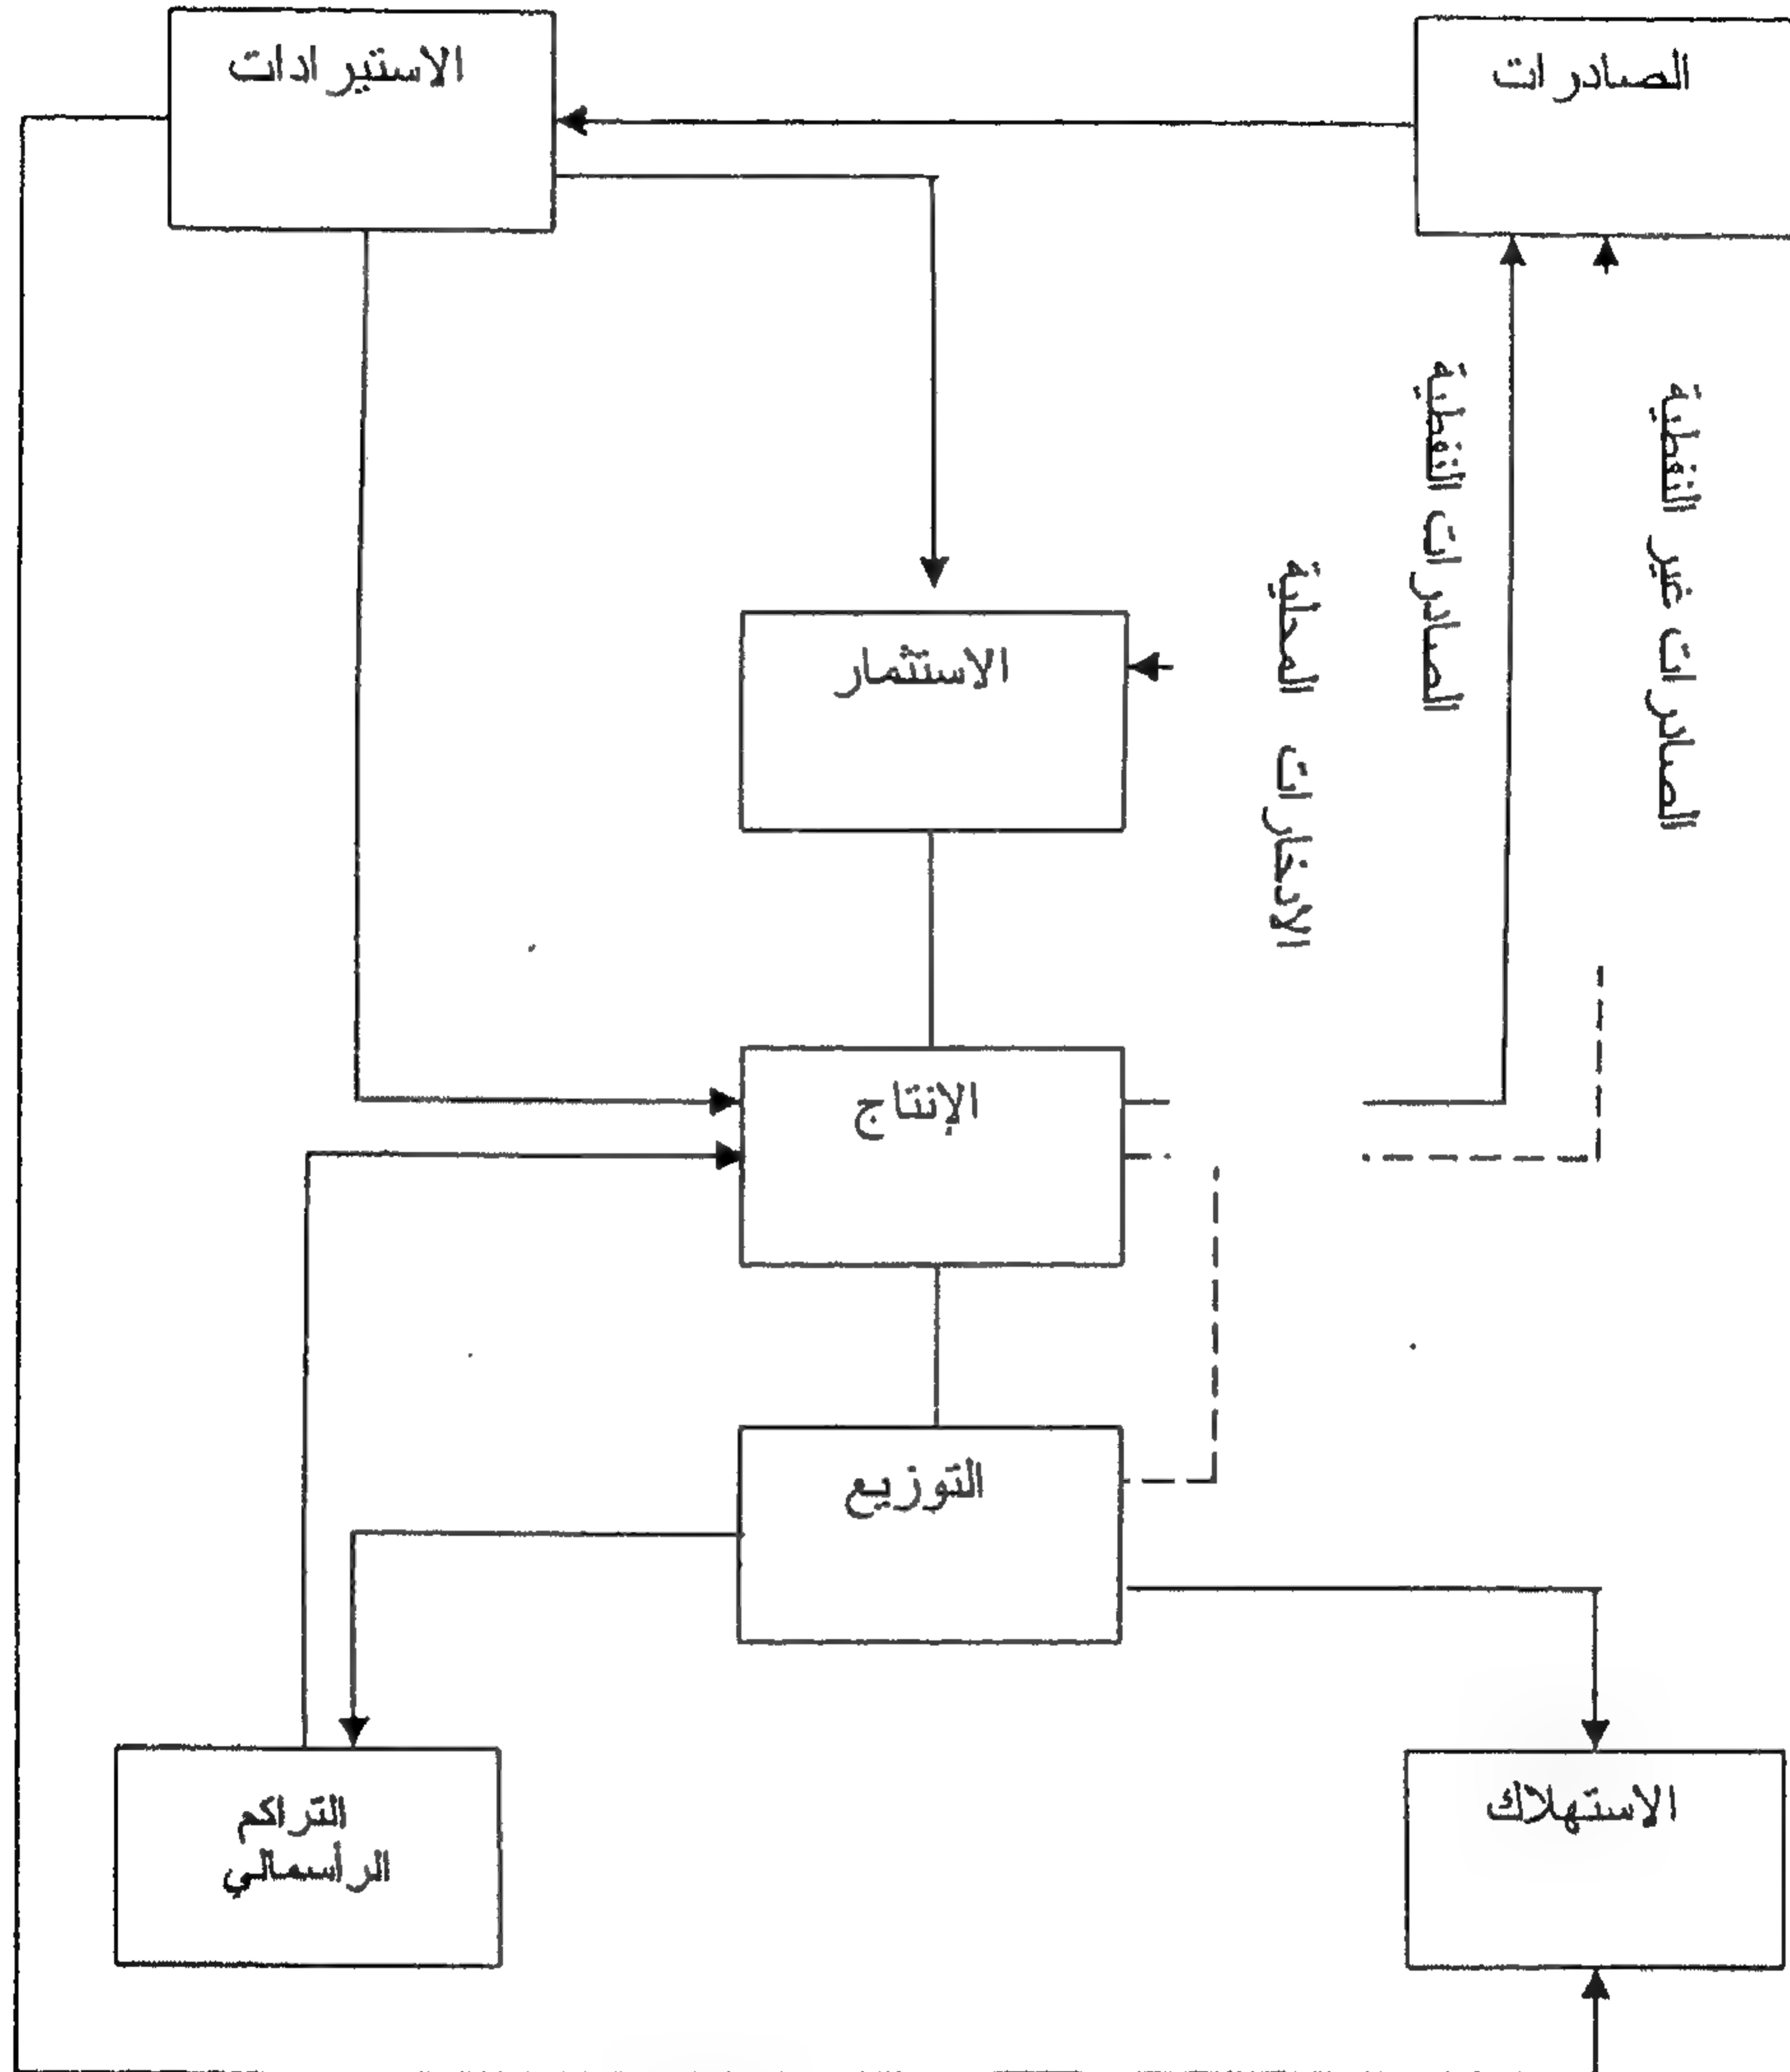 الصادرات
الاستيرادات
الصادرات غير النفطية
الصادرات النفطية
الادخارات المحلية
الاستثمار
الإنتاج
التوزيع
الاستهلاك
التراكم
الرأسمالي